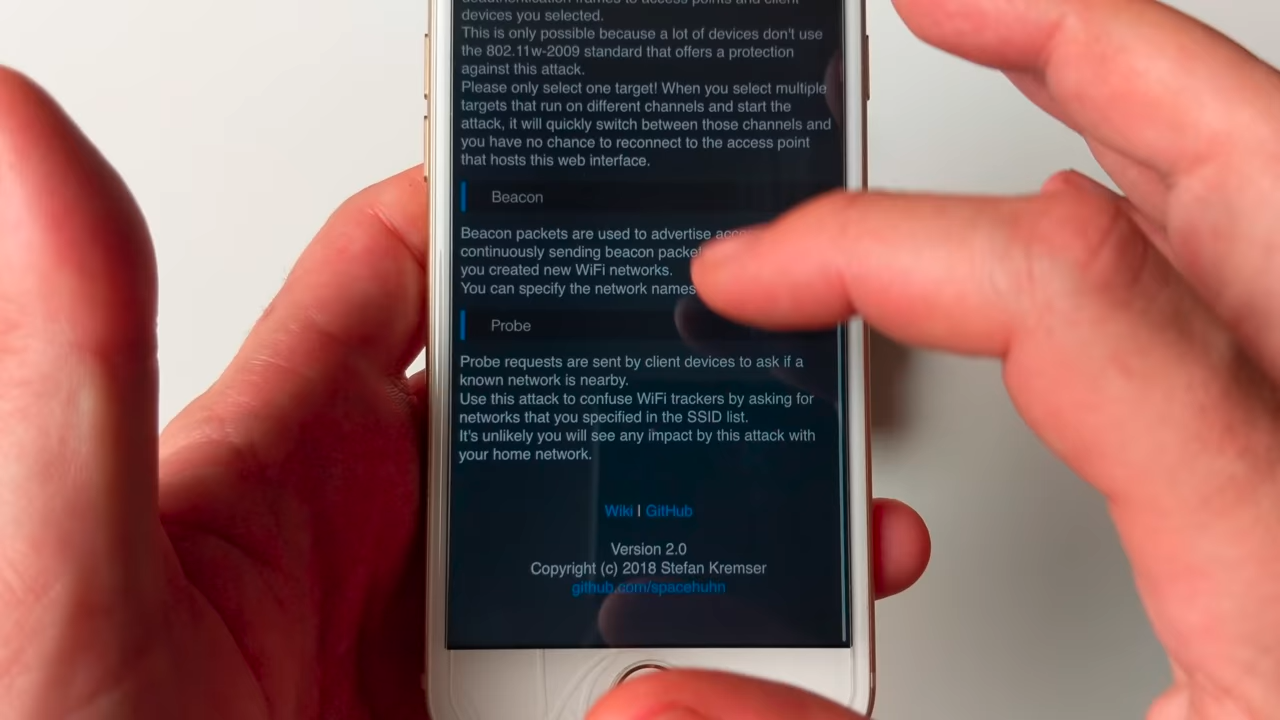 deauthentication frames to access points and client
devices you selected.
This is only possible because a lot of devices don't use
the 802.11w-2009 standard that offers a protection
against this attack.
Please only select one target! When you select multiple
targets that run on different channels and start the
attack, it will quickly switch between those channels and
you have no chance to reconnect to the access point
that hosts this web interface.
Beacon
Beacon packets are used to advertise
continuously sending beacon
you created new WiFi networks.
You can specify the network names
Probe
Probe requests are sent by client devices to ask if a
known network is nearby.
Use this attack to confuse WiFi trackers by asking for
networks that you specified in the SSID list.
It's unlikely you will see any impact by this attack with
your home network.
Wiki | GitHub
Version 2.0
Copyright (c) 2018 Stefan Kremser
github.com/spacehuhn